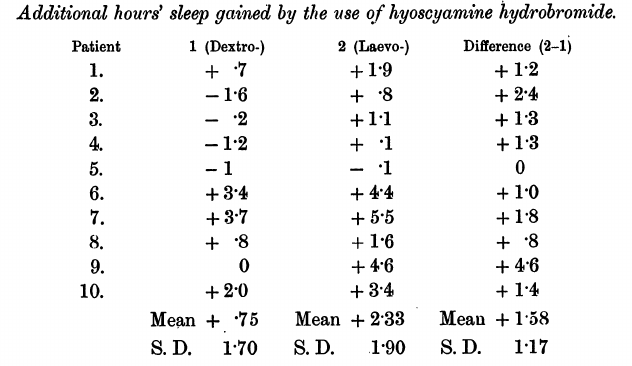 Additional hours' sleep gained by the use of hyoscyamine hydrobromide.
Patient 1 (Dextro-) 2 (Laevo-) Difference (2–1)
1. + ·7 +1·9 +1·2
2. −1·6 + ·8 +2·4
3. − ·2 +1·1 +1·3
4. −1·2 + ·1 +1·3
5. −1 − ·1 0
6. +3·4 +4·4 +1·0
7. +3·7 +5·5 +1·8
8. + ·8 +1·6 + ·8
9. 0 +4·6 +4·6
10. +2·0 +3·4 +1·4
Mean + ·75 Mean +2·33 Mean +1·58
S. D. 1·70 S. D. 1·90 S. D. 1·17